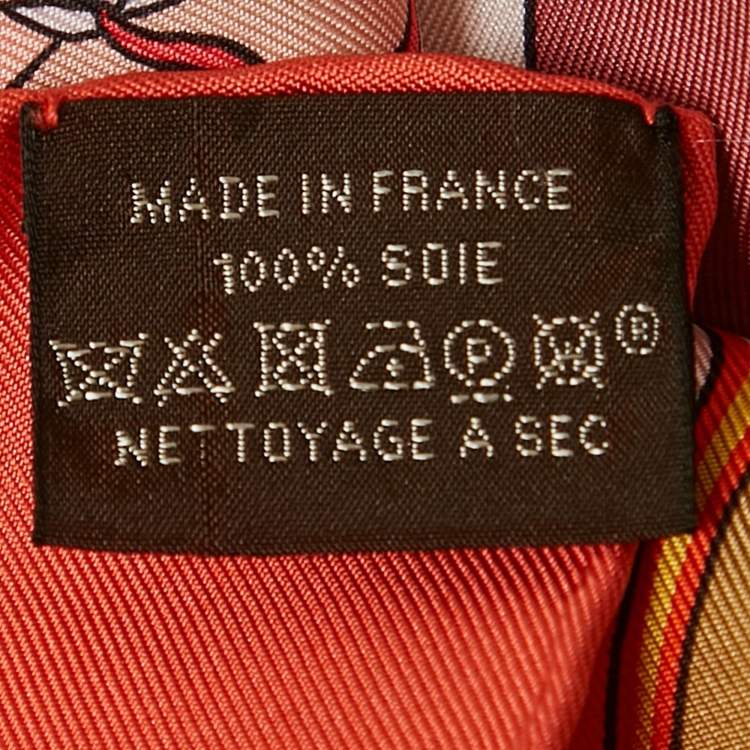 MADE IN FRANCE
100% SOIE
P W ®
NETTOYAGE A SEC